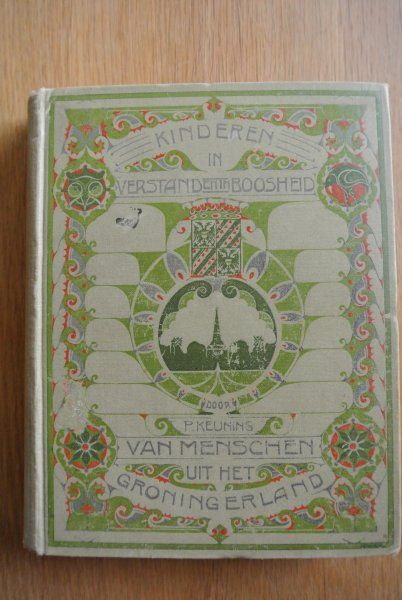 KINDEREN
IN
VERSTAND EN IN BOOSHEID
DOOR
P. KEUNING
VAN MENSCHEN
UIT HET
GRONINGERLAND